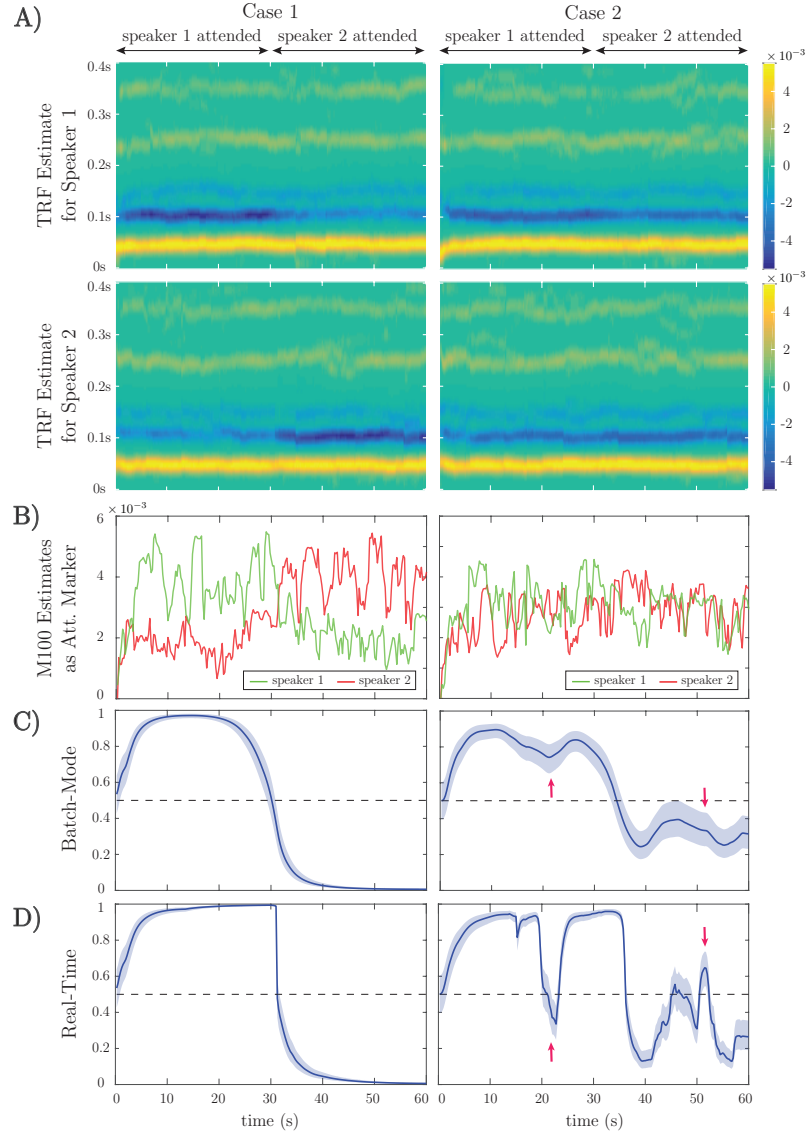 A)
Case 1
Case 2
speaker 1 attended
speaker 2 attended
speaker 1 attended
speaker 2 attended
TRF Estimate
for Speaker 1
0.4s
0.3s
0.2s
0.1s
0s
× 10⁻³
4
2
0
-2
-4
TRF Estimate
for Speaker 2
0.4s
0.3s
0.2s
0.1s
0s
× 10⁻³
4
2
0
-2
-4
B)
× 10⁻³
M100 Estimates
as Att. Marker
6
4
2
0
speaker 1
speaker 2
speaker 1
speaker 2
C)
Batch-Mode
1
0.8
0.6
0.4
0.2
0
D)
Real-Time
1
0.8
0.6
0.4
0.2
0
0 10 20 30 40 50 60
0 10 20 30 40 50 60
time (s)
time (s)